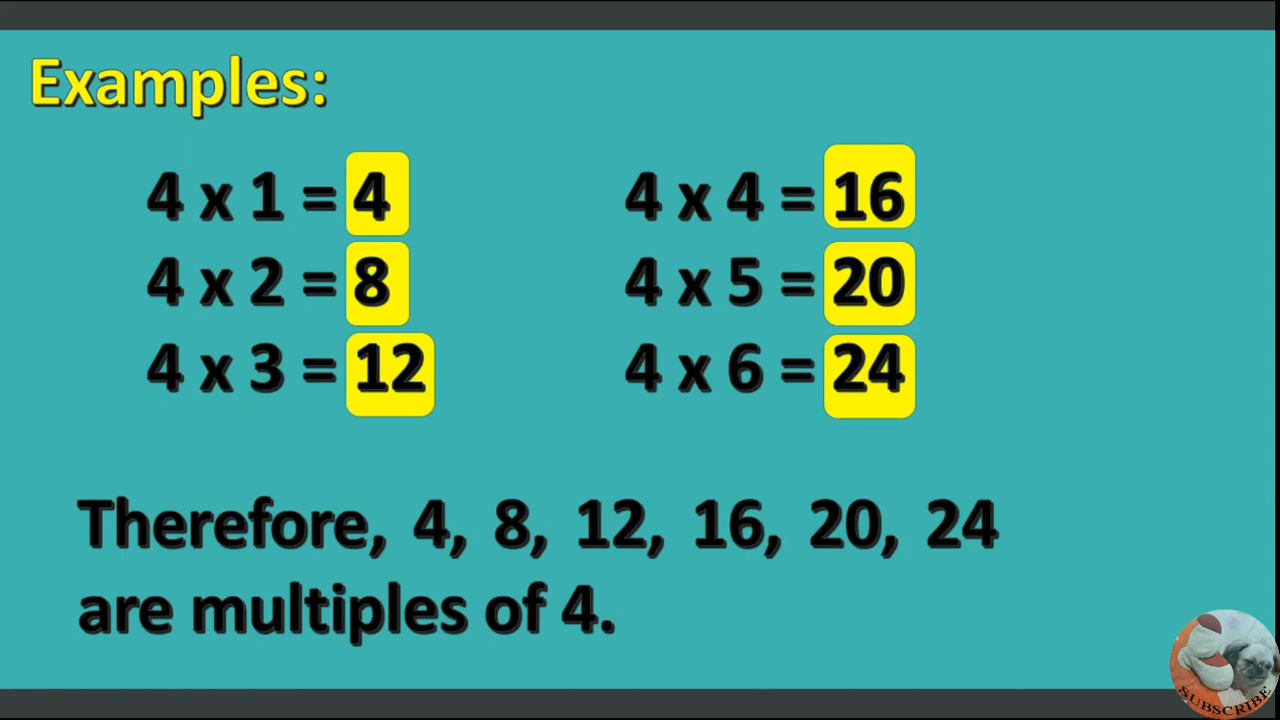 Examples:
4 x 1 = 4
4 x 2 = 8
4 x 3 = 12
4 x 4 = 16
4 x 5 = 20
4 x 6 = 24
Therefore, 4, 8, 12, 16, 20, 24
are multiples of 4.
SUBSCRIBE